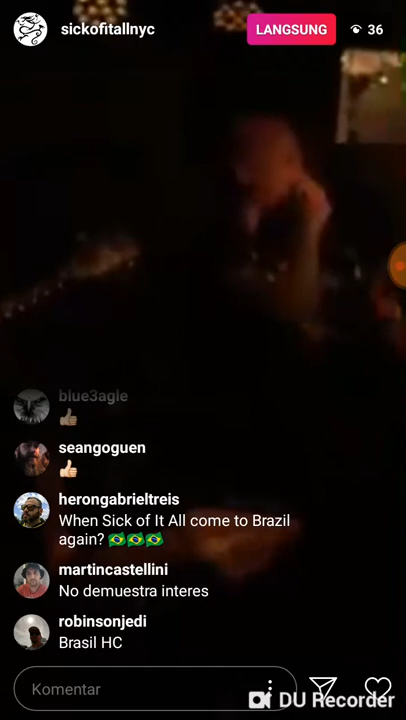 sickofitallnyc
LANGSUNG
36
blue3agle
👍🏼
seangoguen
👍🏼
herongabrieltreis
When Sick of It All come to Brazil
again? 🇧🇷🇧🇷🇧🇷
martincastellini
No demuestra interes
robinsonjedi
Brasil HC
Komentar
DU Recorder